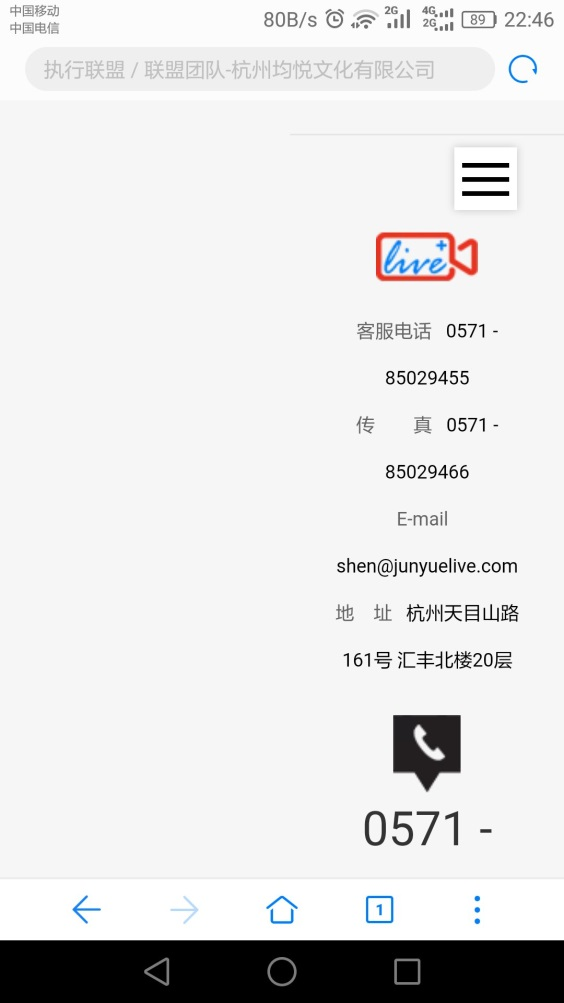 中国移动
中国电信
80B/s 2G 4G 2G 89 22:46
执行联盟 / 联盟团队-杭州均悦文化有限公司
live+
客服电话 0571 -
85029455
传 真 0571 -
85029466
E-mail
shen@junyuelive.com
地 址 杭州天目山路
161号 汇丰北楼20层
0571 -
1